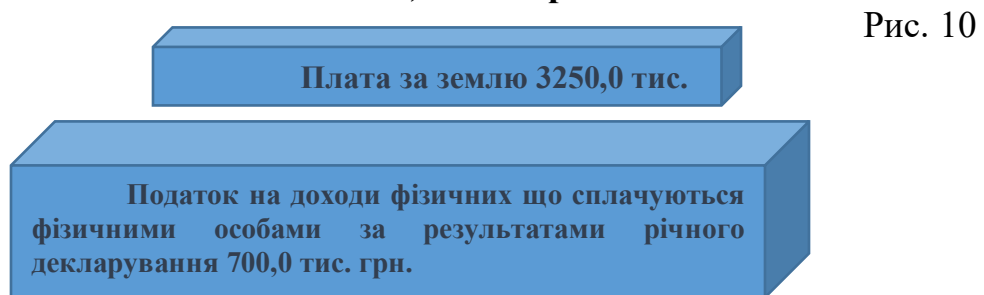 Рис. 10
Плата за землю 3250,0 тис.
Податок на доходи фізичних що сплачуються
фізичними особами за результатами річного
декларування 700,0 тис. грн.